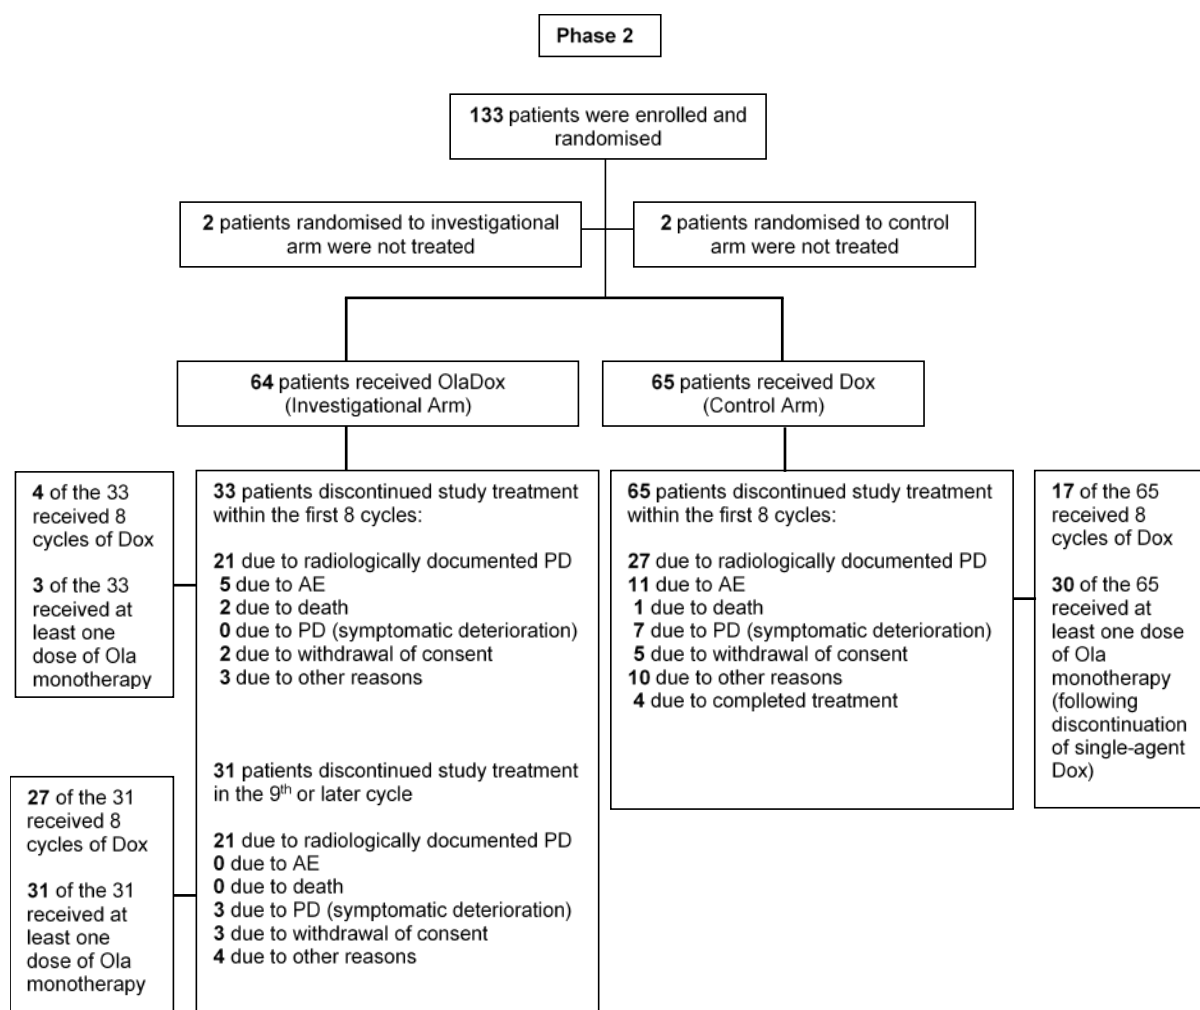 Phase 2
133 patients were enrolled and
randomised
2 patients randomised to investigational
arm were not treated
2 patients randomised to control
arm were not treated
64 patients received OlaDox
(Investigational Arm)
65 patients received Dox
(Control Arm)
4 of the 33
received 8
cycles of Dox
3 of the 33
received at
least one
dose of Ola
monotherapy
33 patients discontinued study treatment
within the first 8 cycles:
21 due to radiologically documented PD
5 due to AE
2 due to death
0 due to PD (symptomatic deterioration)
2 due to withdrawal of consent
3 due to other reasons
31 patients discontinued study treatment
in the 9th or later cycle
21 due to radiologically documented PD
0 due to AE
0 due to death
3 due to PD (symptomatic deterioration)
3 due to withdrawal of consent
4 due to other reasons
27 of the 31
received 8
cycles of Dox
31 of the 31
received at
least one
dose of Ola
monotherapy
65 patients discontinued study treatment
within the first 8 cycles:
27 due to radiologically documented PD
11 due to AE
1 due to death
7 due to PD (symptomatic deterioration)
5 due to withdrawal of consent
10 due to other reasons
4 due to completed treatment
17 of the 65
received 8
cycles of Dox
30 of the 65
received at
least one dose
of Ola
monotherapy
(following
discontinuation
of single-agent
Dox)